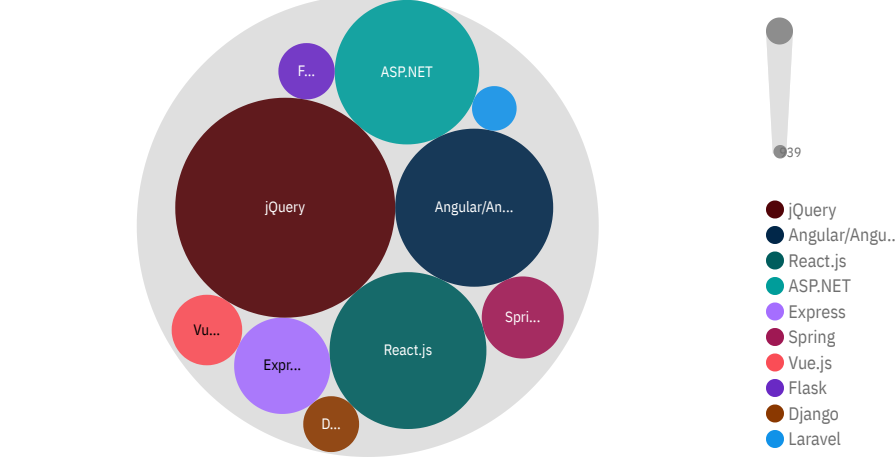 F...
ASP.NET
jQuery
Angular/An...
Vu...
Expr...
React.js
Spri...
D...
939
jQuery
Angular/Angu...
React.js
ASP.NET
Express
Spring
Vue.js
Flask
Django
Laravel